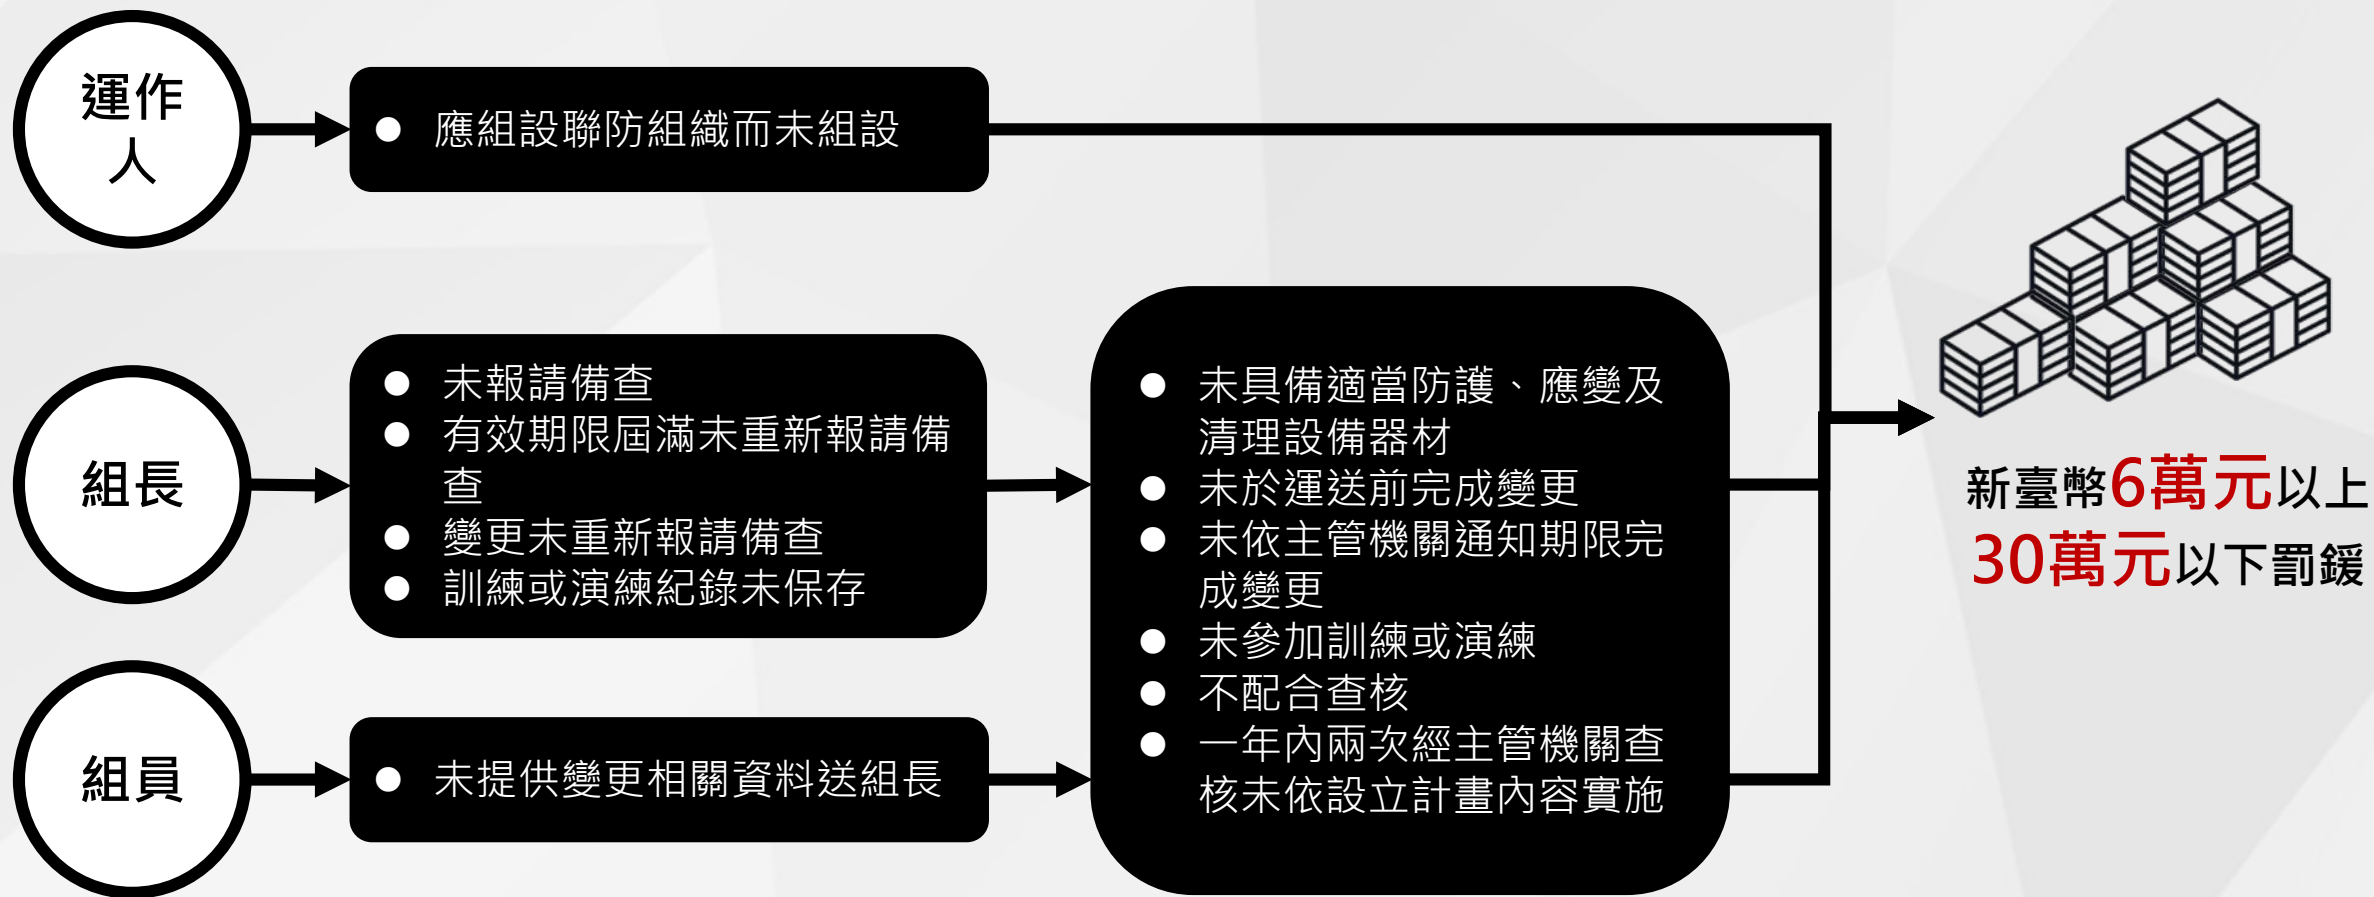 運作
人
● 應組設聯防組織而未組設
組長
● 未報請備查
● 有效期限屆滿未重新報請備
查
● 變更未重新報請備查
● 訓練或演練紀錄未保存
組員
● 未提供變更相關資料送組長
● 未具備適當防護、應變及
清理設備器材
● 未於運送前完成變更
● 未依主管機關通知期限完
成變更
● 未參加訓練或演練
● 不配合查核
● 一年內兩次經主管機關查
核未依設立計畫內容實施
新臺幣6萬元以上
30萬元以下罰鍰